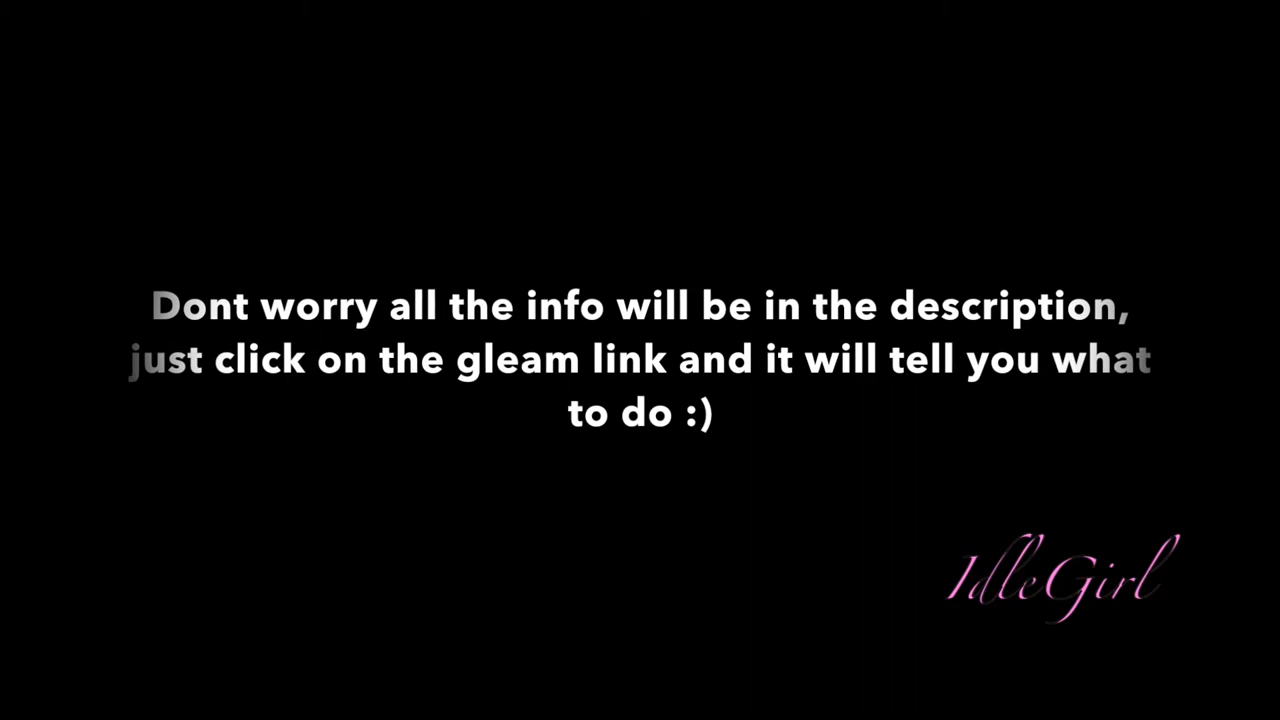 Dont worry all the info will be in the description,
just click on the gleam link and it will tell you what
to do :)
IdleGirl